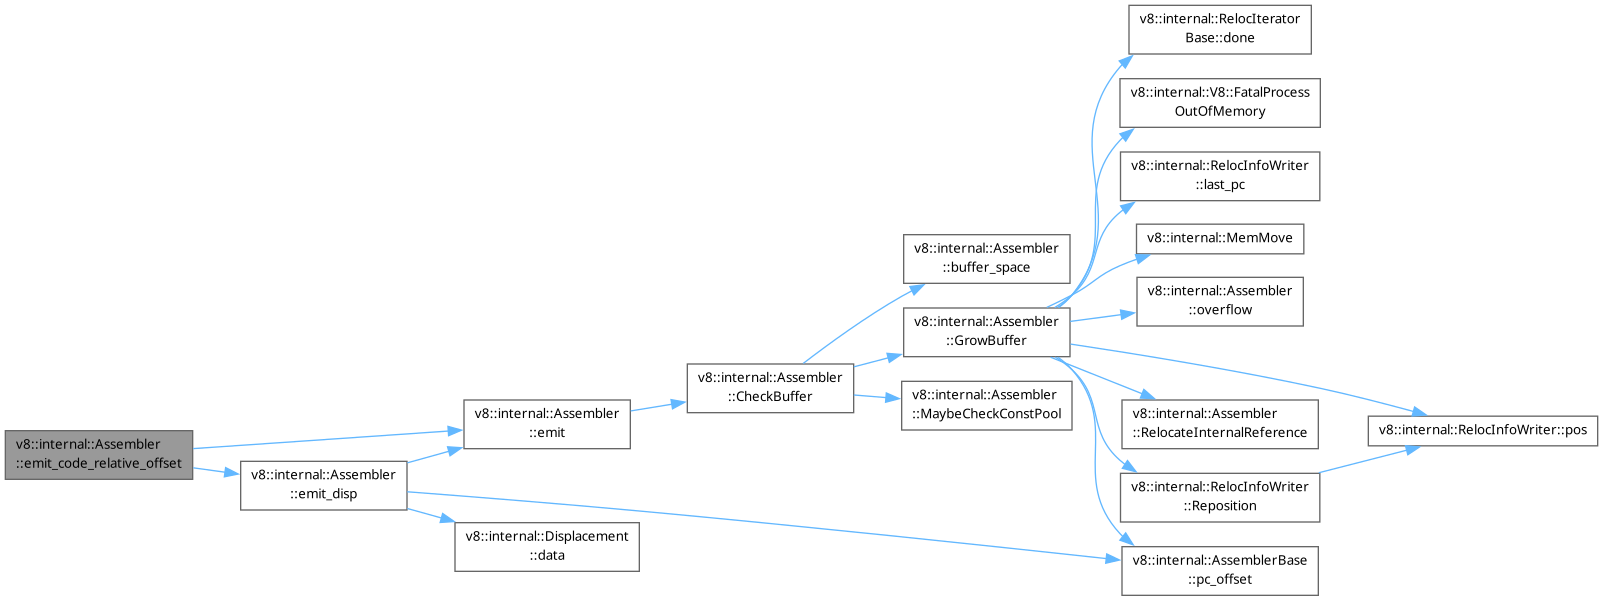 v8::internal::Assembler
::emit_code_relative_offset
v8::internal::Assembler
::emit_disp
v8::internal::Assembler
::emit
v8::internal::Displacement
::data
v8::internal::Assembler
::CheckBuffer
v8::internal::Assembler
::buffer_space
v8::internal::Assembler
::GrowBuffer
v8::internal::Assembler
::MaybeCheckConstPool
v8::internal::RelocIterator
Base::done
v8::internal::V8::FatalProcess
OutOfMemory
v8::internal::RelocInfoWriter
::last_pc
v8::internal::MemMove
v8::internal::Assembler
::overflow
v8::internal::Assembler
::RelocateInternalReference
v8::internal::RelocInfoWriter
::Reposition
v8::internal::AssemblerBase
::pc_offset
v8::internal::RelocInfoWriter::pos